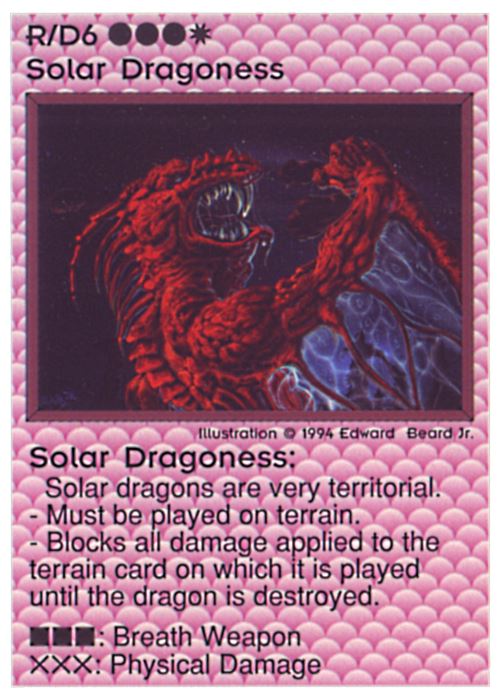 R/D6 ●●●✷
Solar Dragoness
Illustration © 1994 Edward Beard Jr.
Solar Dragoness:
Solar dragons are very territorial.
- Must be played on terrain.
- Blocks all damage applied to the
terrain card on which it is played
until the dragon is destroyed.
■■■: Breath Weapon
XXX: Physical Damage